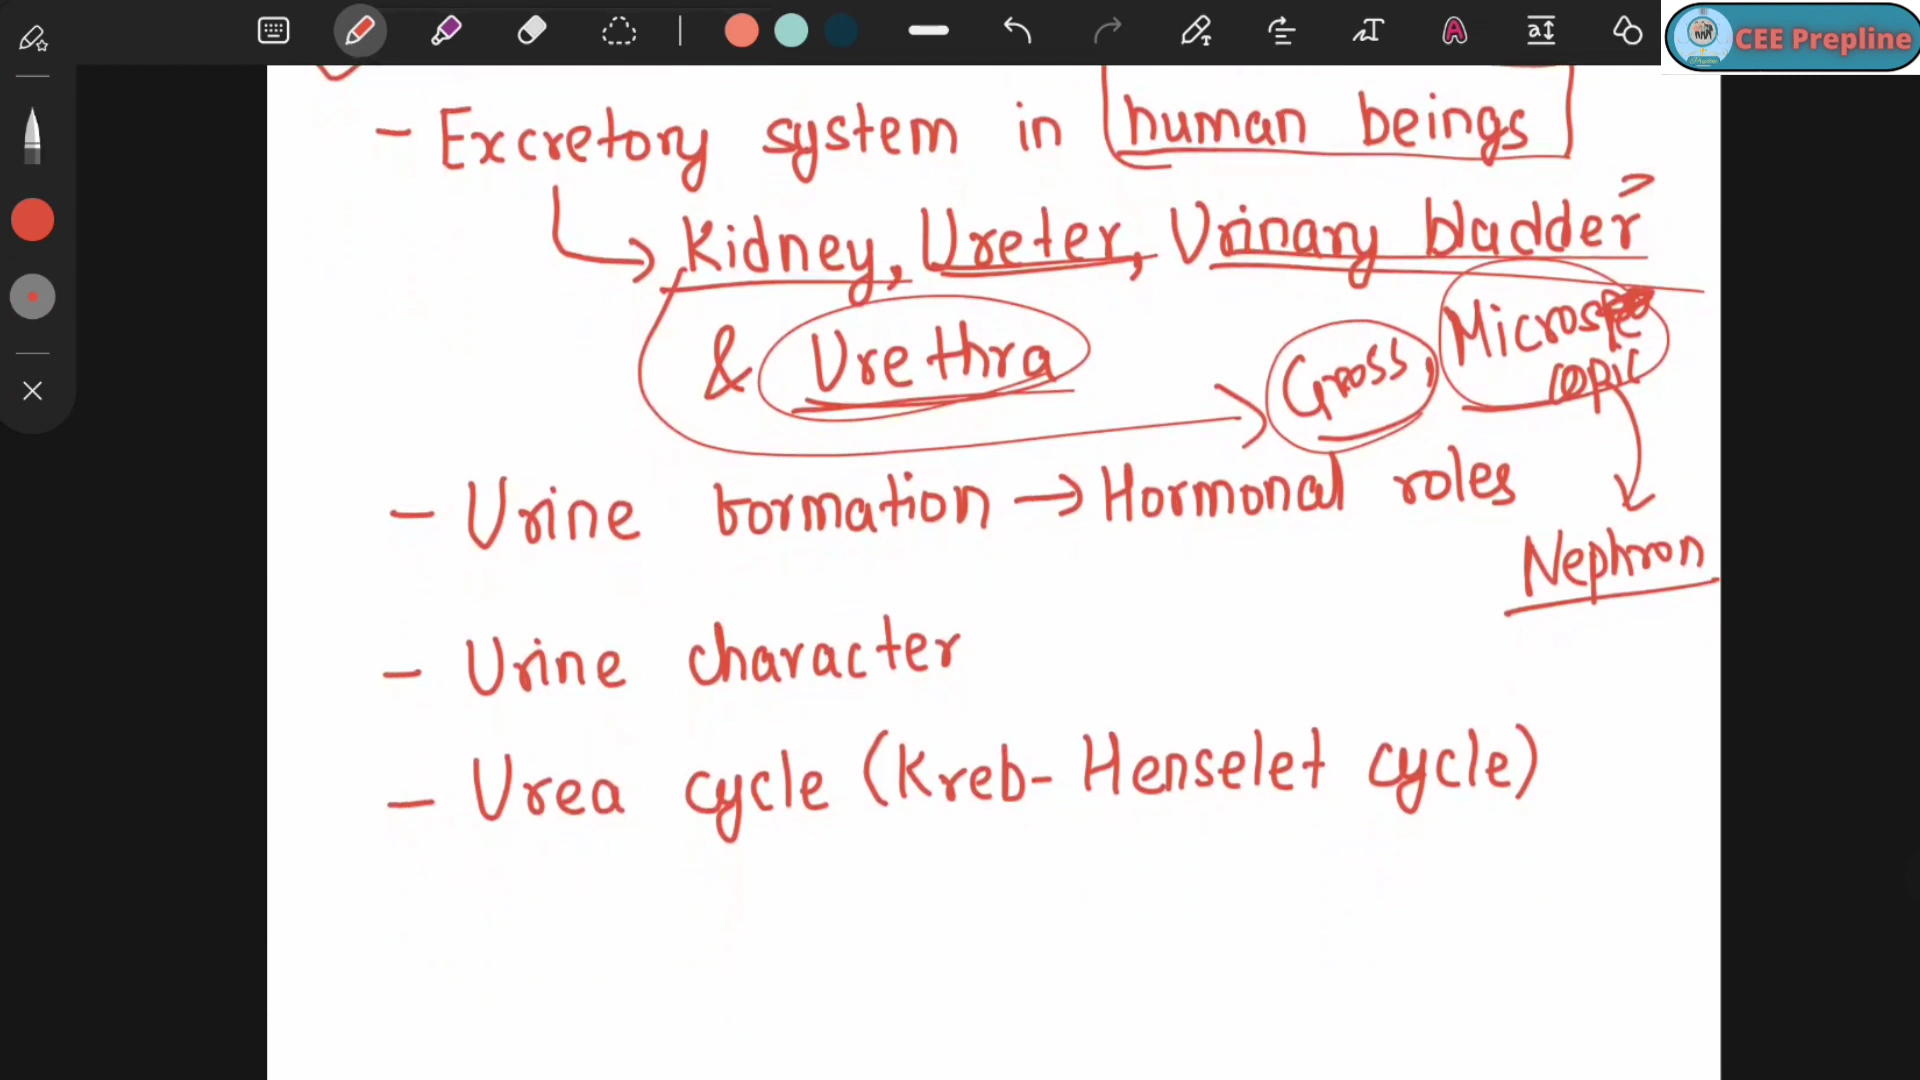 CEE Prepline
- Excretory system in human beings
→ Kidney, Ureter, Urinary bladder
& Urethra
Gross, Microscopic
- Urine formation → Hormonal roles
Nephron
- Urine character
- Urea cycle (Kreb-Henselet cycle)